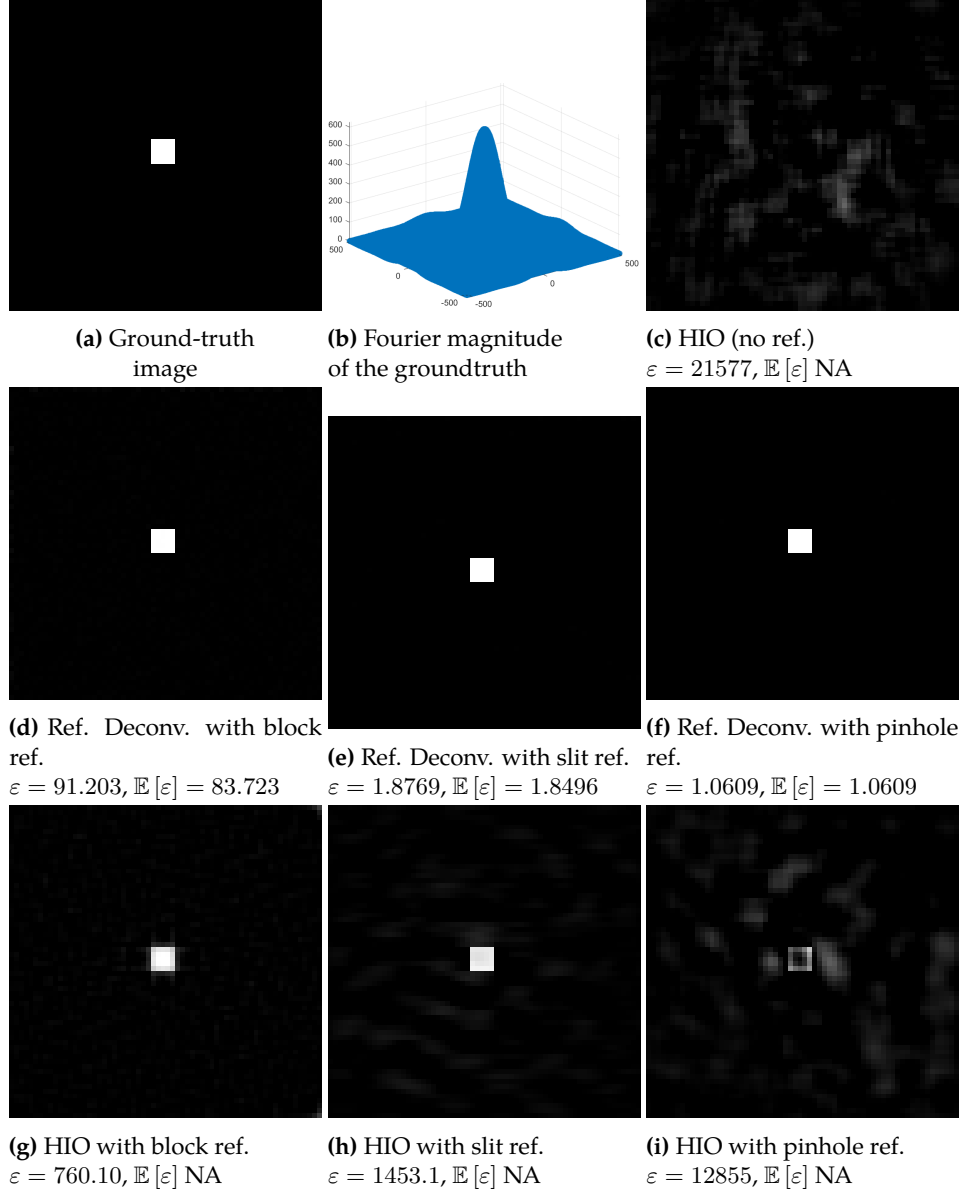 600
500
400
300
200
100
0
500
0
-500
-500
0
500
(a) Ground-truth
image
(b) Fourier magnitude
of the groundtruth
(c) HIO (no ref.)
ε = 21577, 𝔼 [ε] NA
(d) Ref. Deconv. with block
ref.
ε = 91.203, 𝔼 [ε] = 83.723
(e) Ref. Deconv. with slit ref.
ε = 1.8769, 𝔼 [ε] = 1.8496
(f) Ref. Deconv. with pinhole
ref.
ε = 1.0609, 𝔼 [ε] = 1.0609
(g) HIO with block ref.
ε = 760.10, 𝔼 [ε] NA
(h) HIO with slit ref.
ε = 1453.1, 𝔼 [ε] NA
(i) HIO with pinhole ref.
ε = 12855, 𝔼 [ε] NA